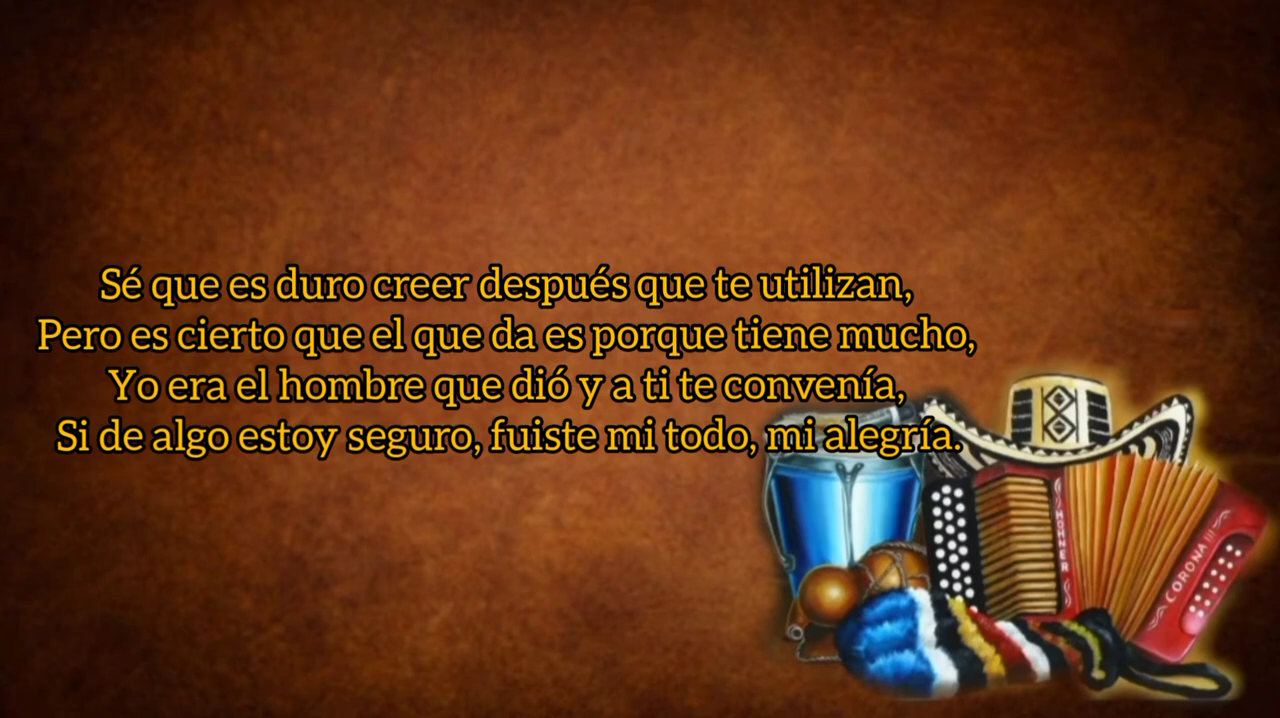 Sé que es duro creer después que te utilizan,
Pero es cierto que el que da es porque tiene mucho,
Yo era el hombre que dió y a ti te convenía,
Si de algo estoy seguro, fuiste mi todo, mi alegría.
HOHNER
CORONA III